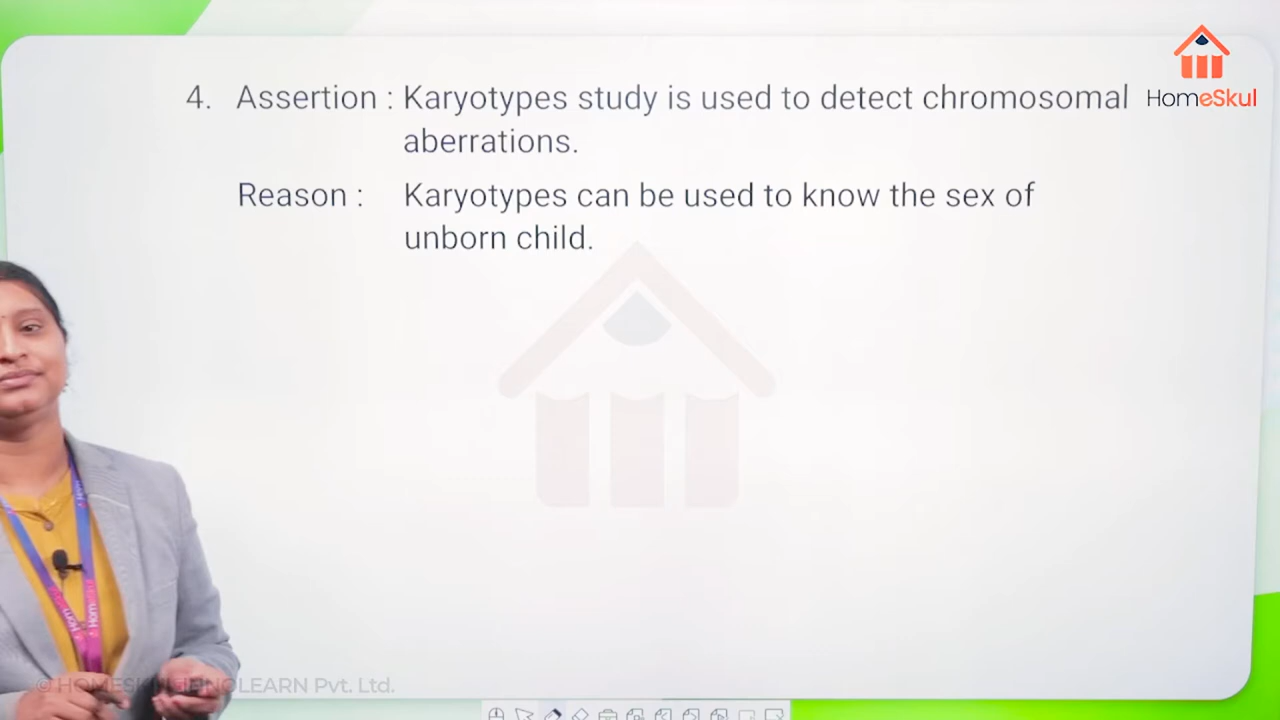 HomeSkul
4. Assertion : Karyotypes study is used to detect chromosomal
aberrations.
Reason : Karyotypes can be used to know the sex of
unborn child.
© HOMESKUL INNOLEARN Pvt. Ltd.